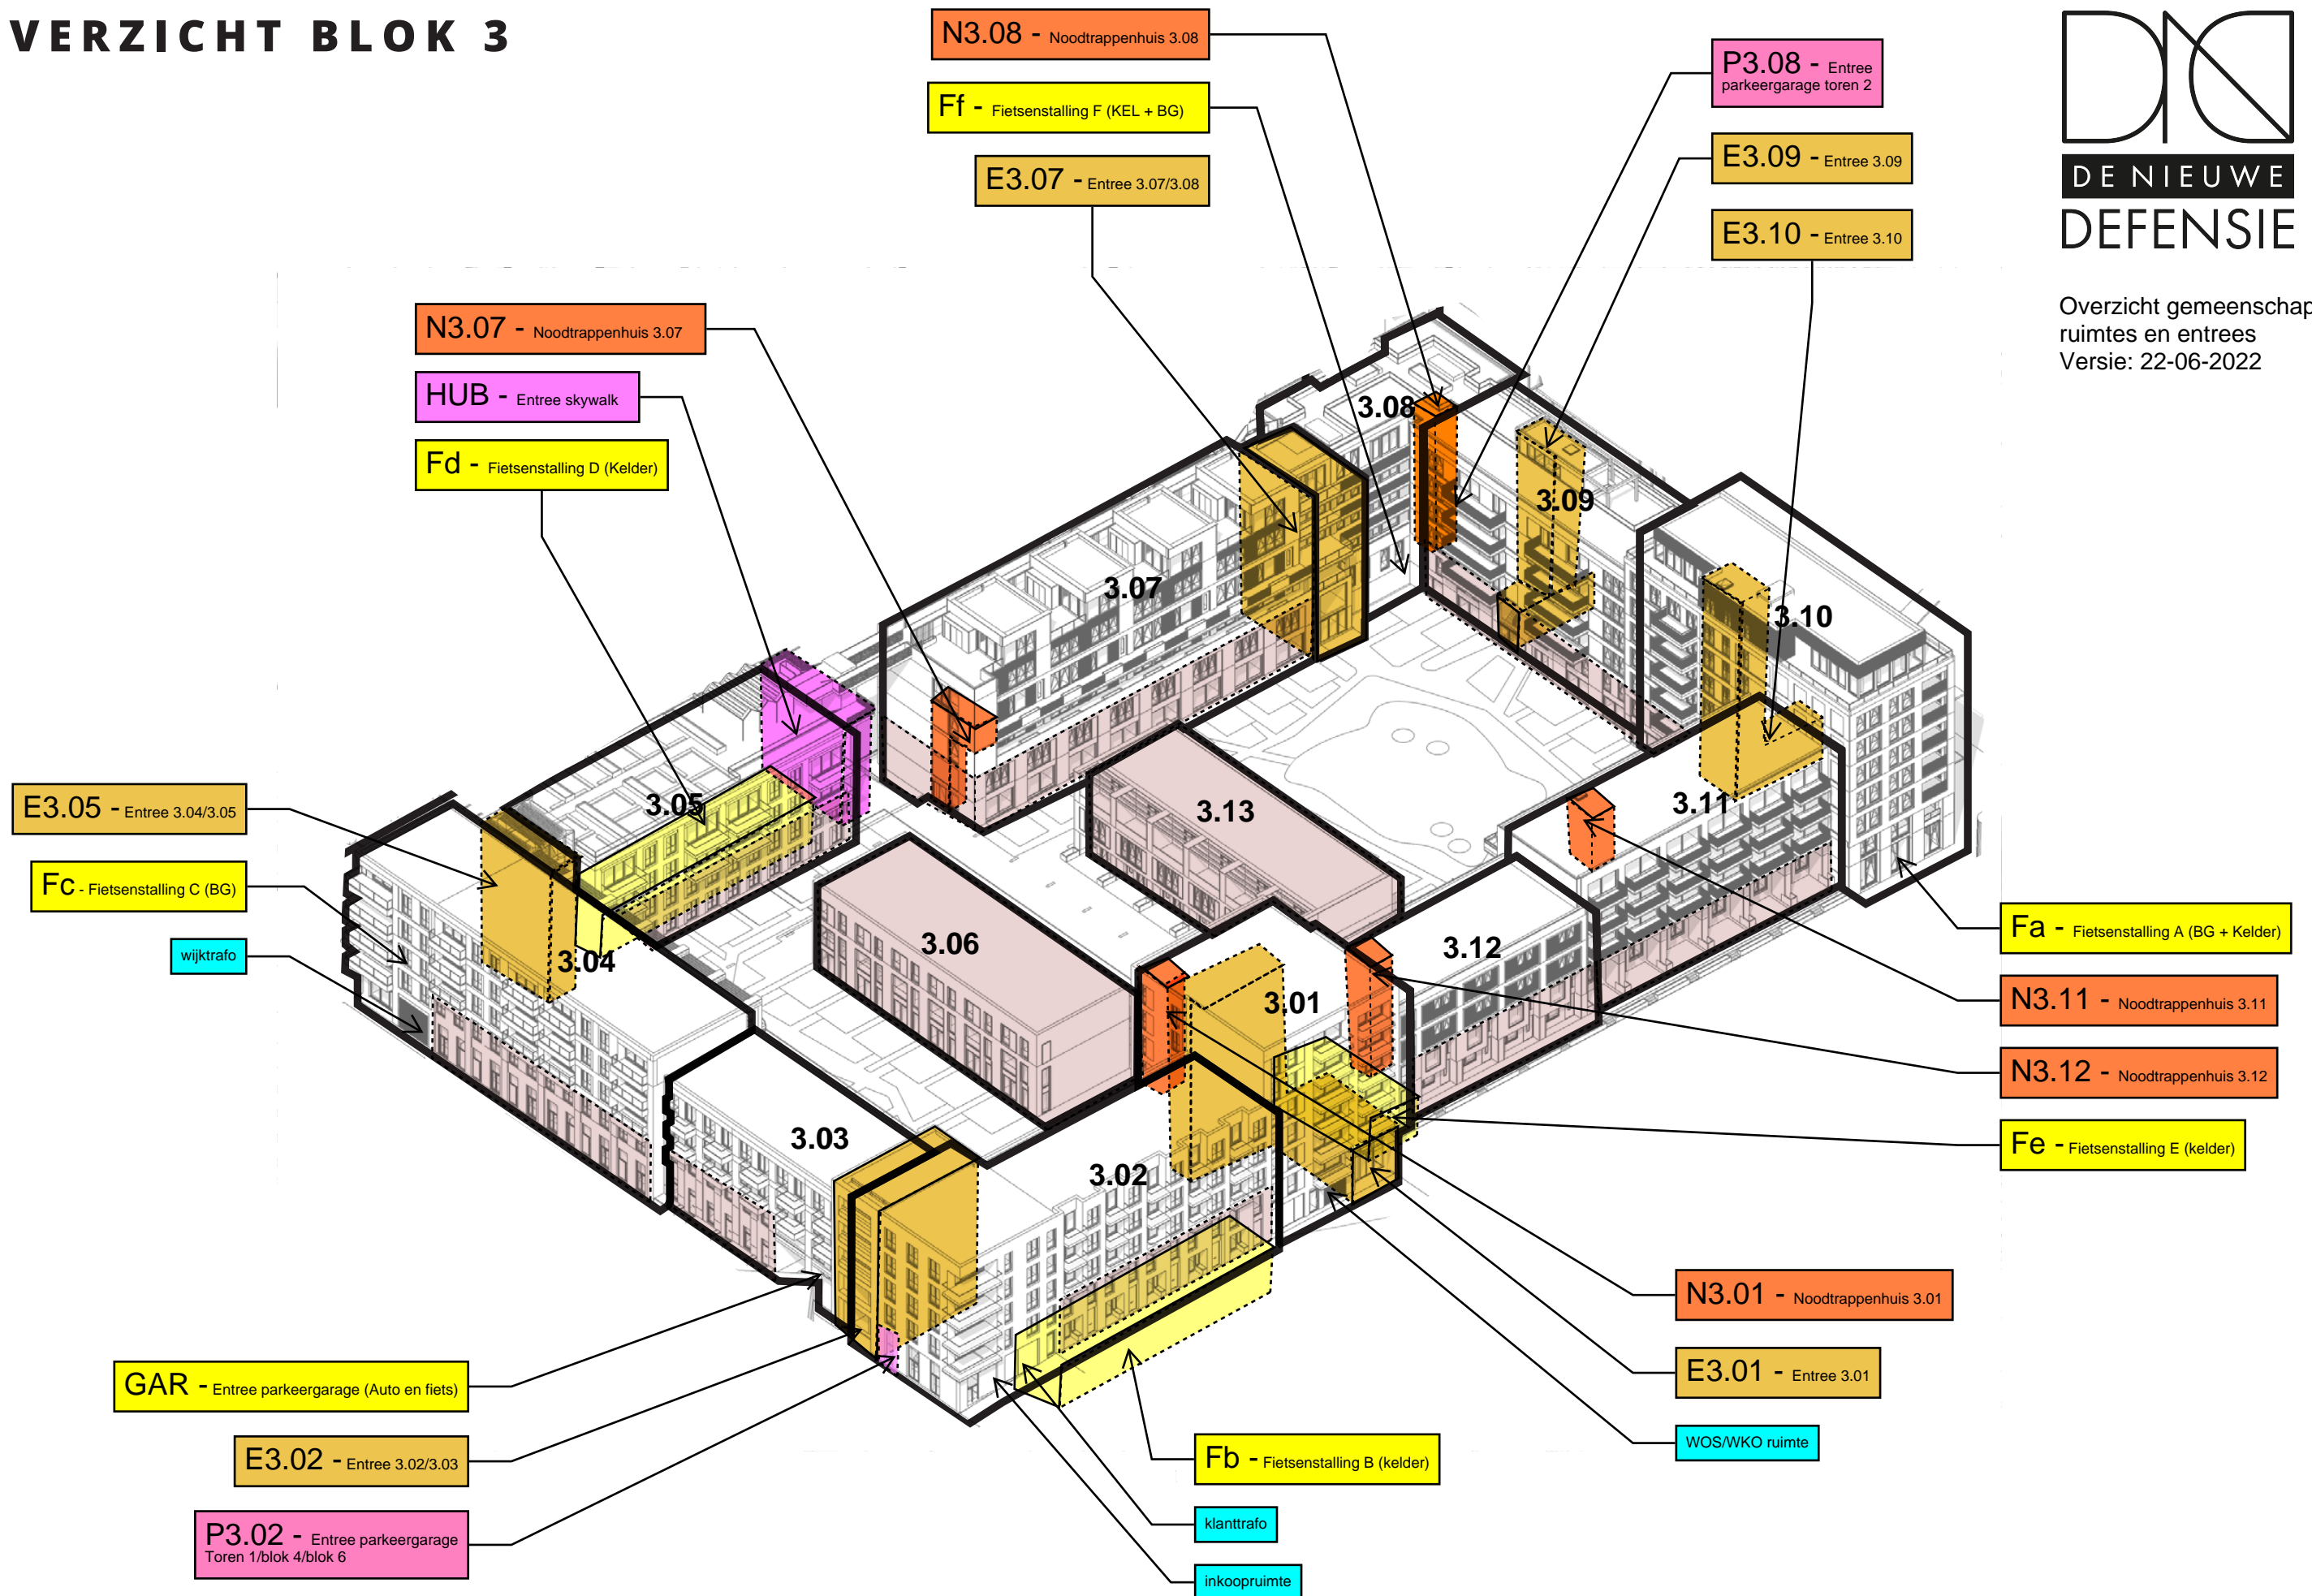 VERZICHT BLOK 3
N3.08 - Noodtrappenhuis 3.08
Ff - Fietsenstalling F (KEL + BG)
E3.07 - Entree 3.07/3.08
P3.08 - Entree
parkeergarage toren 2
E3.09 - Entree 3.09
E3.10 - Entree 3.10
DE NIEUWE
DEFENSIE
Overzicht gemeenschap
ruimtes en entrees
Versie: 22-06-2022
N3.07 - Noodtrappenhuis 3.07
HUB - Entree skywalk
Fd - Fietsenstalling D (Kelder)
3.08
3.09
3.07
3.10
3.05
3.13
3.11
E3.05 - Entree 3.04/3.05
Fc - Fietsenstalling C (BG)
wijktrafo
3.04
3.06
3.12
3.01
3.03
3.02
Fa - Fietsenstalling A (BG + Kelder)
N3.11 - Noodtrappenhuis 3.11
N3.12 - Noodtrappenhuis 3.12
Fe - Fietsenstalling E (kelder)
N3.01 - Noodtrappenhuis 3.01
E3.01 - Entree 3.01
WOS/WKO ruimte
GAR - Entree parkeergarage (Auto en fiets)
E3.02 - Entree 3.02/3.03
P3.02 - Entree parkeergarage
Toren 1/blok 4/blok 6
Fb - Fietsenstalling B (kelder)
klanttrafo
inkoopruimte